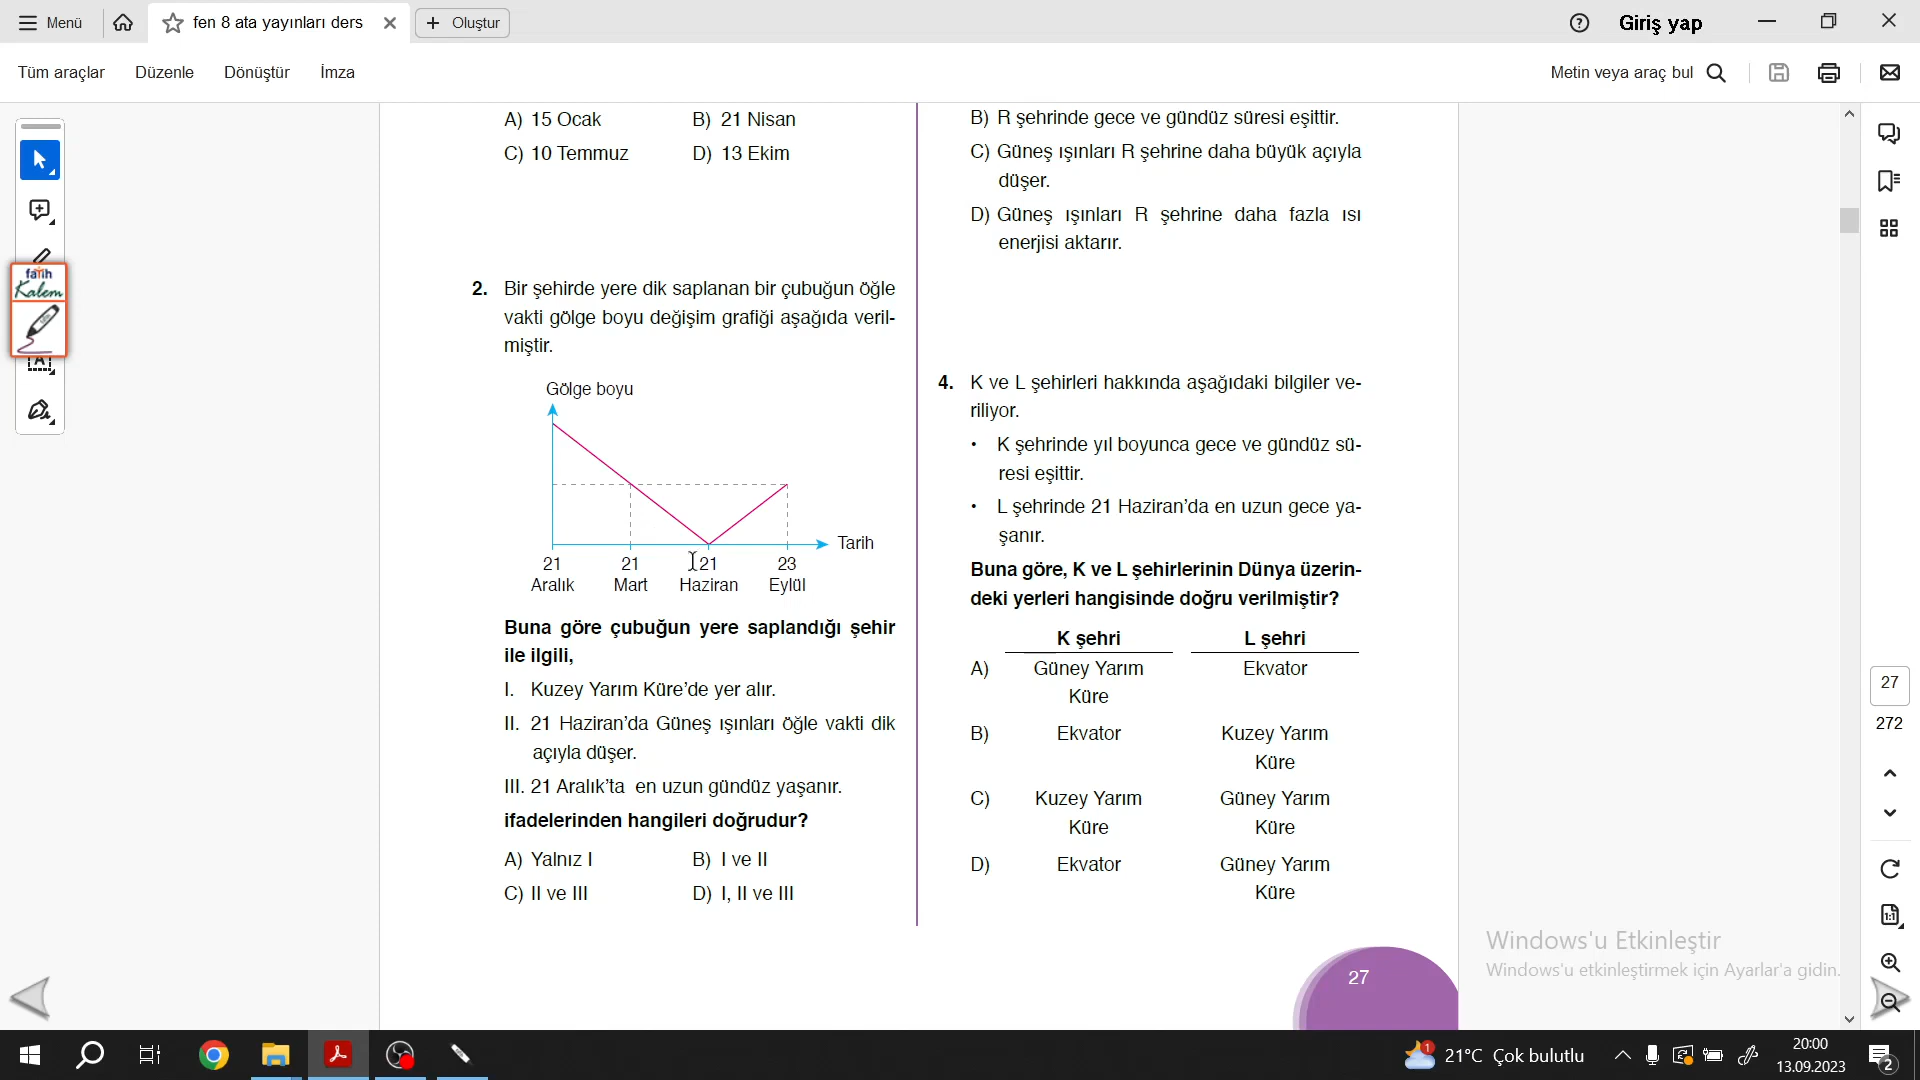 Menü
fen 8 ata yayınları ders
Oluştur
Giriş yap
Tüm araçlar
Düzenle
Dönüştür
İmza
Metin veya araç bul
fatih
Kalem
A) 15 Ocak B) 21 Nisan
C) 10 Temmuz D) 13 Ekim
2. Bir şehirde yere dik saplanan bir çubuğun öğle
vakti gölge boyu değişim grafiği aşağıda veril-
miştir.
Gölge boyu
Tarih
21 21 21 23
Aralık Mart Haziran Eylül
Buna göre çubuğun yere saplandığı şehir
ile ilgili,
I. Kuzey Yarım Küre’de yer alır.
II. 21 Haziran’da Güneş ışınları öğle vakti dik
açıyla düşer.
III. 21 Aralık’ta en uzun gündüz yaşanır.
ifadelerinden hangileri doğrudur?
A) Yalnız I B) I ve II
C) II ve III D) I, II ve III
B) R şehrinde gece ve gündüz süresi eşittir.
C) Güneş ışınları R şehrine daha büyük açıyla
düşer.
D) Güneş ışınları R şehrine daha fazla ısı
enerjisi aktarır.
4. K ve L şehirleri hakkında aşağıdaki bilgiler ve-
riliyor.
• K şehrinde yıl boyunca gece ve gündüz sü-
resi eşittir.
• L şehrinde 21 Haziran’da en uzun gece ya-
şanır.
Buna göre, K ve L şehirlerinin Dünya üzerin-
deki yerleri hangisinde doğru verilmiştir?
K şehri L şehri
A) Güney Yarım Ekvator
Küre
B) Ekvator Kuzey Yarım
Küre
C) Kuzey Yarım Güney Yarım
Küre Küre
D) Ekvator Güney Yarım
Küre
27
27
272
1:1
Windows'u Etkinleştir
Windows'u etkinleştirmek için Ayarlar'a gidin.
1
21°C Çok bulutlu
20:00
13.09.2023
2